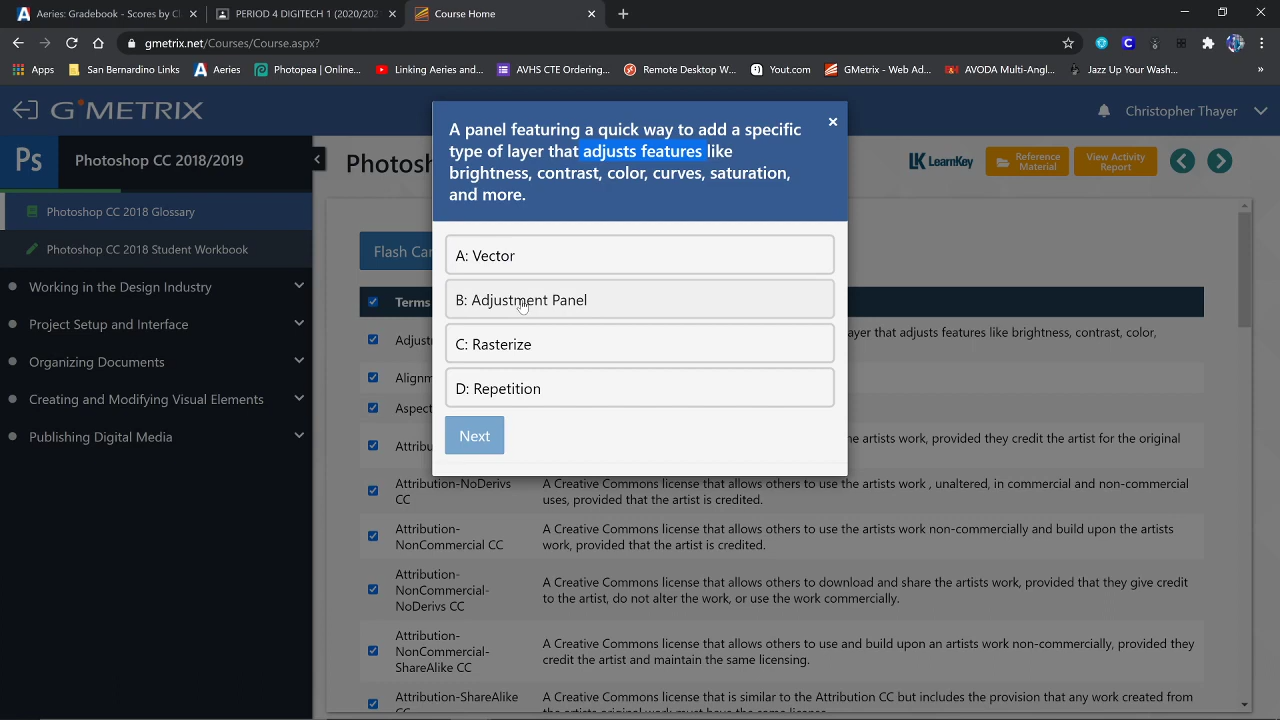 Aeries: Gradebook - Scores by Cl
PERIOD 4 DIGITECH 1 (2020/202
Course Home
gmetrix.net/Courses/Course.aspx?
Apps
San Bernardino Links
Aeries
Photopea | Online...
Linking Aeries and...
AVHS CTE Ordering...
Remote Desktop W...
Yout.com
GMetrix - Web Ad...
AVODA Multi-Angl...
Jazz Up Your Wash...
»
GMETRIX
Christopher Thayer
Ps
Photoshop CC 2018/2019
Photosh
LK LearnKey
Reference
Material
View Activity
Report
Photoshop CC 2018 Glossary
Photoshop CC 2018 Student Workbook
Working in the Design Industry
Project Setup and Interface
Organizing Documents
Creating and Modifying Visual Elements
Publishing Digital Media
A panel featuring a quick way to add a specific
type of layer that adjusts features like
brightness, contrast, color, curves, saturation,
and more.
A: Vector
B: Adjustment Panel
C: Rasterize
D: Repetition
Next
Flash Car
Terms
Adjust
ayer that adjusts features like brightness, contrast, color,
Alignm
Aspec
Attribu
he artists work, provided they credit the artist for the original
Attribution-NoDerivs
CC
A Creative Commons license that allows others to use the artists work , unaltered, in commercial and non-commercial
uses, provided that the artist is credited.
Attribution-
NonCommercial CC
A Creative Commons license that allows others to use the artists work non-commercially and build upon the artists
work, provided that the artist is credited.
Attribution-
NonCommercial-
NoDerivs CC
A Creative Commons license that allows others to download and share the artists work, provided that they give credit
to the artist, do not alter the work, or use the work commercially.
Attribution-
NonCommercial-
ShareAlike CC
A Creative Commons license that allows others to use and build upon an artists work non-commercially, provided they
credit the artist and maintain the same licensing.
Attribution-ShareAlike
A Creative Commons license that is similar to the Attribution CC but includes the provision that any work created from